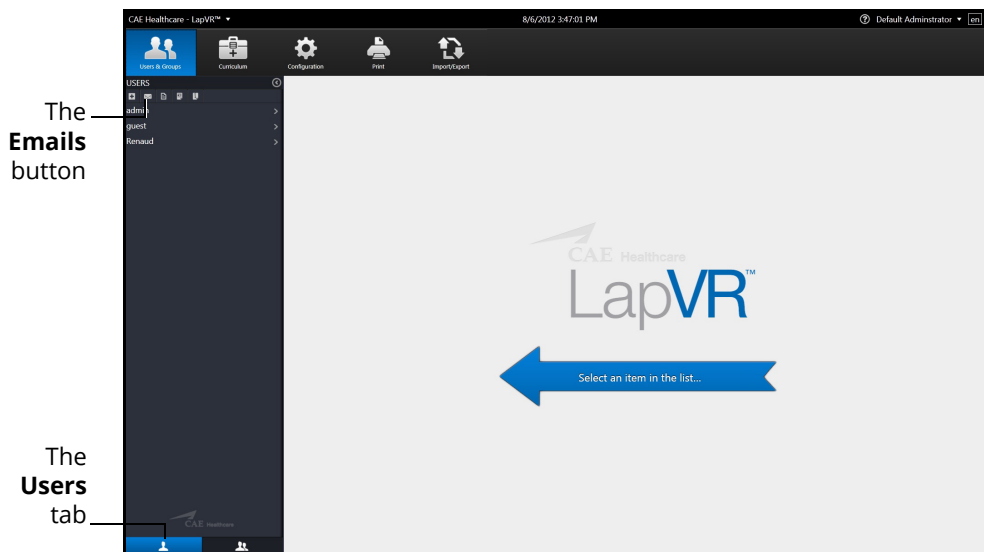 CAE Healthcare - LapVR™
8/6/2012 3:47:01 PM
Default Adminstrator
en
Users & Groups
Curriculum
Configuration
Print
Import/Export
USERS
admin
guest
Renaud
The
Emails
button
CAE Healthcare
LapVR™
Select an item in the list...
The
Users
tab
CAE Healthcare